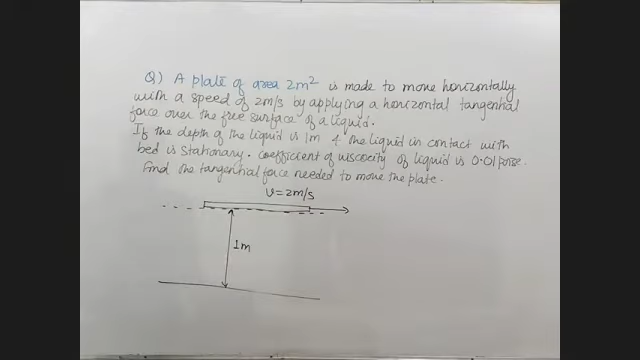 Q) A plate of area 2m² is made to move horizontally
with a speed of 2m/s by applying a horizontal tangential
force over the free surface of a liquid.
If the depth of the liquid is 1m & the liquid in contact with
bed is stationary. coefficient of viscosity of liquid is 0.01 poise.
Find the tangential force needed to move the plate.
v=2m/s
1m